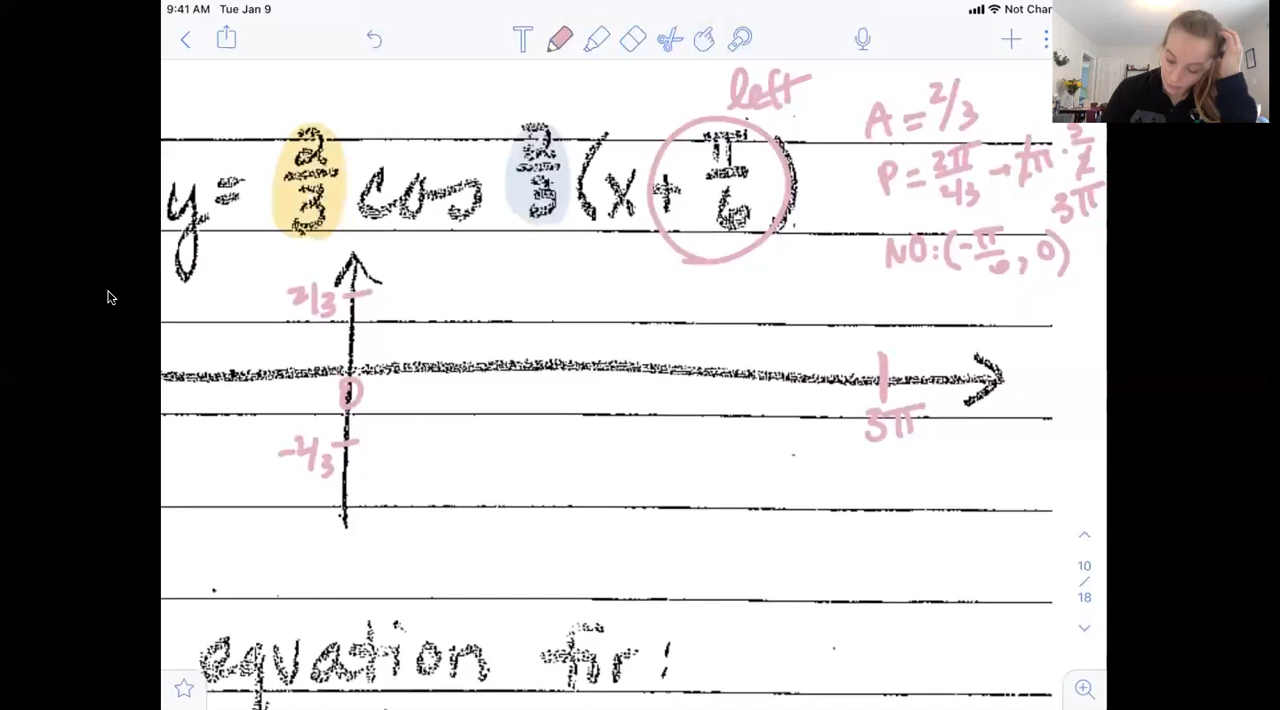 9:41 AM Tue Jan 9
Not Char
left
y = 2/3 cos 2/3 (x + π/6)
A = 2/3
3π
NO: (-π/6, 0)
2/3
0
3π
-2/3
10
/
18
equation for: